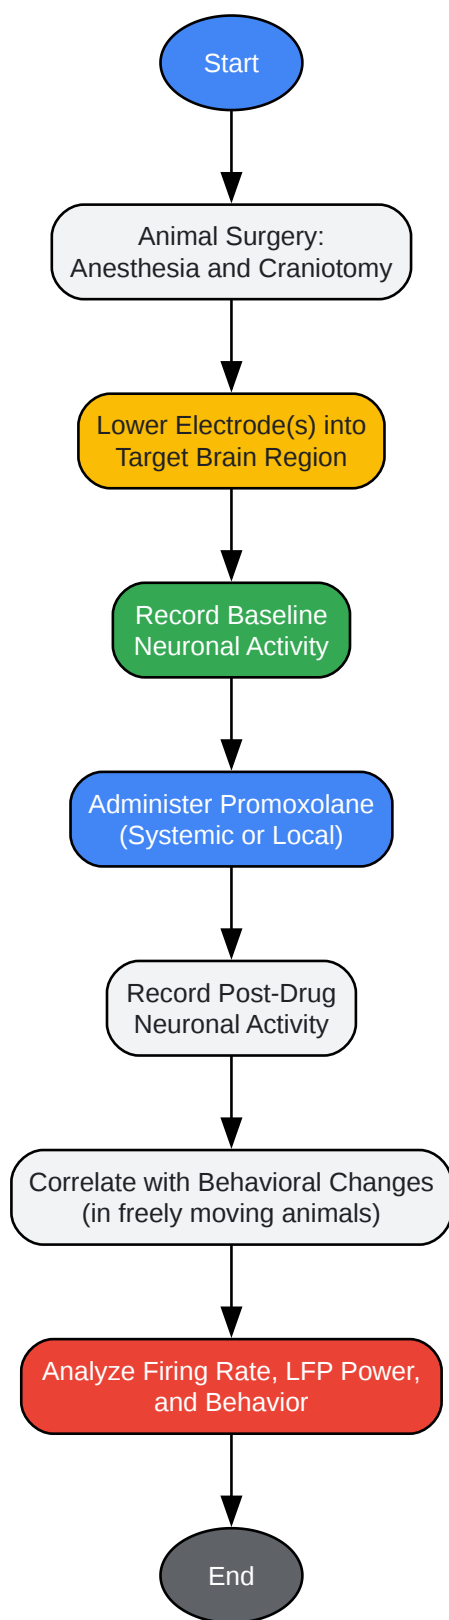 Start
Animal Surgery:
Anesthesia and Craniotomy
Lower Electrode(s) into
Target Brain Region
Record Baseline
Neuronal Activity
Administer Promoxolane
(Systemic or Local)
Record Post-Drug
Neuronal Activity
Correlate with Behavioral Changes
(in freely moving animals)
Analyze Firing Rate, LFP Power,
and Behavior
End